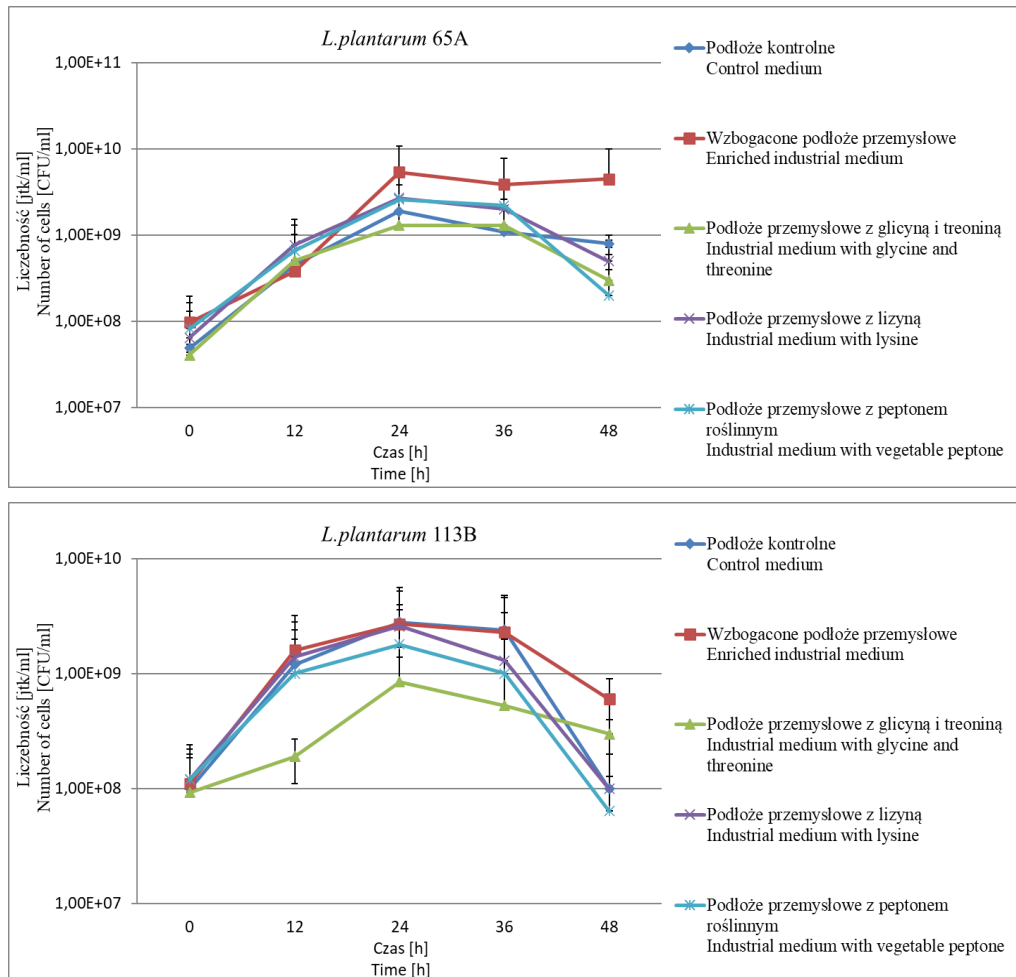 L.plantarum 65A
Liczebność [jtk/ml]
Number of cells [CFU/ml]
1,00E+11
1,00E+10
1,00E+09
1,00E+08
1,00E+07
0 12 24 36 48
Czas [h]
Time [h]
Podłoże kontrolne
Control medium
Wzbogacone podłoże przemysłowe
Enriched industrial medium
Podłoże przemysłowe z glicyną i treoniną
Industrial medium with glycine and
threonine
Podłoże przemysłowe z lizyną
Industrial medium with lysine
Podłoże przemysłowe z peptonem
roślinnym
Industrial medium with vegetable peptone
L.plantarum 113B
Liczebność [jtk/ml]
Number of cells [CFU/ml]
1,00E+10
1,00E+09
1,00E+08
1,00E+07
0 12 24 36 48
Czas [h]
Time [h]
Podłoże kontrolne
Control medium
Wzbogacone podłoże przemysłowe
Enriched industrial medium
Podłoże przemysłowe z glicyną i treoniną
Industrial medium with glycine and
threonine
Podłoże przemysłowe z lizyną
Industrial medium with lysine
Podłoże przemysłowe z peptonem
roślinnym
Industrial medium with vegetable peptone